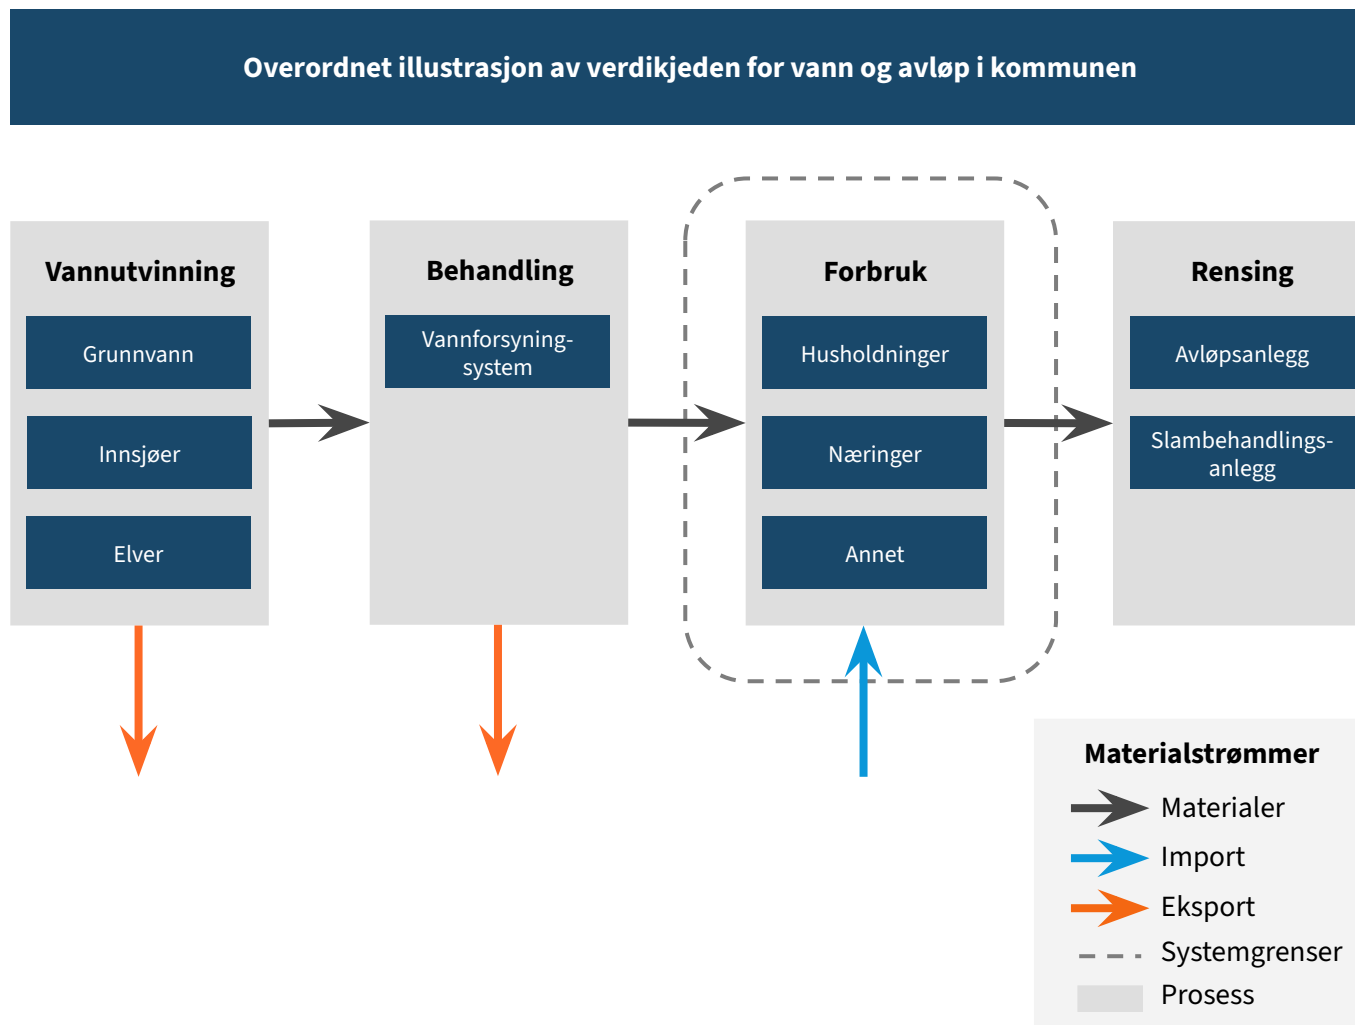 Overordnet illustrasjon av verdikjeden for vann og avløp i kommunen
Vannutvinning
Grunnvann
Innsjøer
Elver
Behandling
Vannforsyning-
system
Forbruk
Husholdninger
Næringer
Annet
Rensing
Avløpsanlegg
Slambehandlings-
anlegg
Materialstrømmer
Materialer
Import
Eksport
Systemgrenser
Prosess